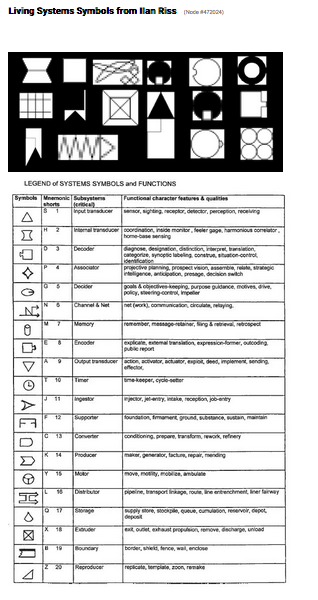 Living Systems Symbols from Ilan Riss (Node #472024)
LEGEND of SYSTEMS SYMBOLS and FUNCTIONS
Symbols Mnemonic shorts Subsystems (critical) Functional character features & qualities
S 1 Input transducer sensor, sighting, receptor, detector, perception, receiving
H 2 Internal transducer coordination, inside monitor, feeler gage, harmonious correlator,
home-base sensing
D 3 Decoder diagnose, designation, distinction, interpret, translation,
categorize, synoptic labeling, construe, situation-control,
identification
P 4 Associator projective planning, prospect vision, assemble, relate, strategic
intelligence, anticipation, presage, decision switch
G 5 Decider goals & objectives-keeping, purpose guidance, motives, drive,
policy, steering-control, impeller
N 6 Channel & Net net (work), communication, circulate, relaying,
M 7 Memory remember, message-retainer, filing & retrieval, retrospect
E 8 Encoder explicate, external translation, expression-former, outcoding,
public report
A 9 Output transducer action, activator, actuator, exploit, deed, implement, sending,
effector,
T 10 Timer time-keeper, cycle-setter
J 11 Ingestor injector, jet-entry, intake, reception, job-entry
F 12 Supporter foundation, firmament, ground, substance, sustain, maintain
C 13 Converter conditioning, prepare, transform, rework, refinery
K 14 Producer maker, generator, facture, repair, mending
Y 15 Motor move, motility, mobilize, ambulate
L 16 Distributor pipeline, transport linkage, route, line entrenchment, liner fairway
Q 17 Storage supply store, stockpile, queue, cumulation, reservoir, depot,
deposit
X 18 Extruder exit, outlet, exhaust propulsion, remove, discharge, unload
B 19 Boundary border, shield, fence, wall, enclose
Z 20 Reproducer replicate, template, zoon, remake